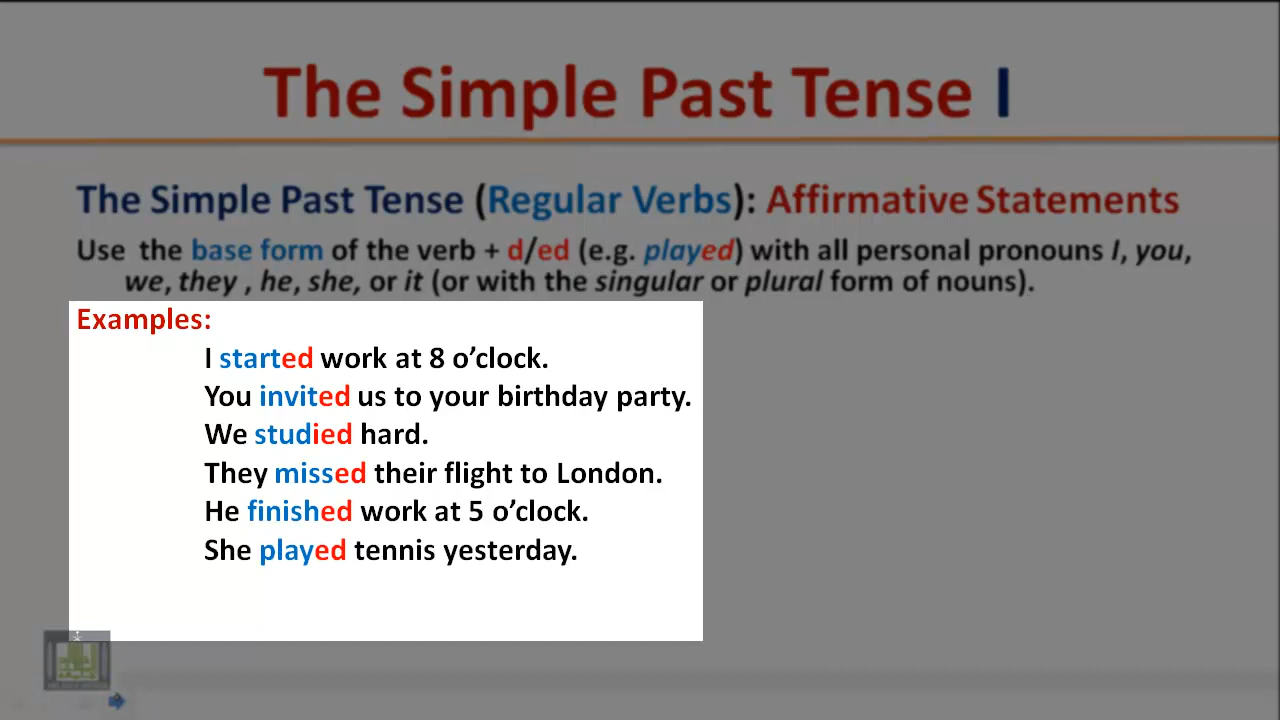 The Simple Past Tense I
The Simple Past Tense (Regular Verbs): Affirmative Statements
Use the base form of the verb + d/ed (e.g. played) with all personal pronouns I, you,
we, they , he, she, or it (or with the singular or plural form of nouns).
Examples:
I started work at 8 o’clock.
You invited us to your birthday party.
We studied hard.
They missed their flight to London.
He finished work at 5 o’clock.
She played tennis yesterday.